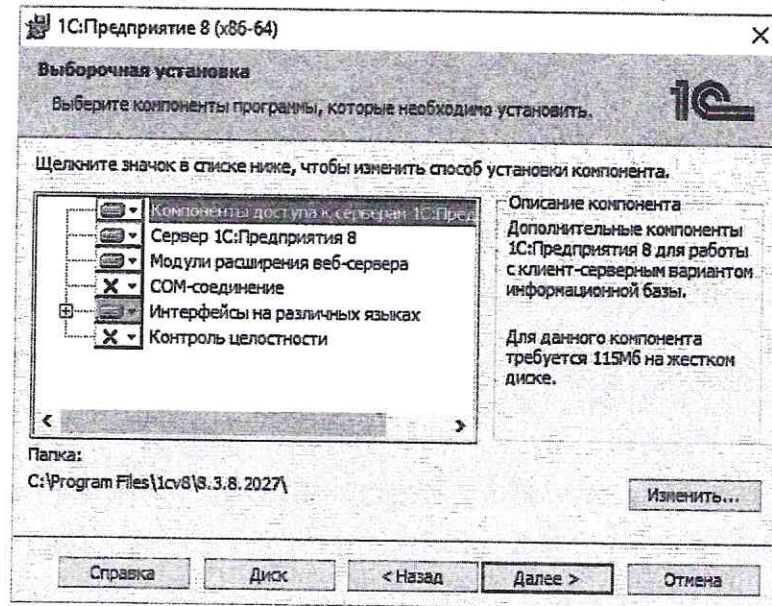 1С:Предприятие 8 (x86-64)
Выборочная установка
Выберите компоненты программы, которые необходимо установить.
1С
Щелкните значок в списке ниже, чтобы изменить способ установки компонента.
Компоненты доступа к серверам 1С:Пред
Сервер 1С:Предприятия 8
Модули расширения веб-сервера
COM-соединение
Интерфейсы на различных языках
Контроль целостности
Описание компонента
Дополнительные компоненты
1С:Предприятия 8 для работы
с клиент-серверным вариантом
информационной базы.
Для данного компонента
требуется 115Мб на жестком
диске.
Папка:
C:\Program Files\1cv8\8.3.8.2027\
Изменить...
Справка
Диск
< Назад
Далее >
Отмена